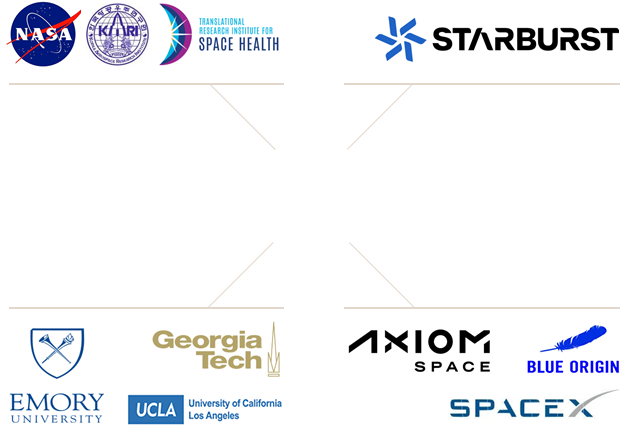 NASA
TRANSLATIONAL
RESEARCH INSTITUTE FOR
SPACE HEALTH
STARBURST
EMORY
UNIVERSITY
Georgia
Tech
UCLA
University of California
Los Angeles
AXIOM
SPACE
BLUE ORIGIN
SPACEX